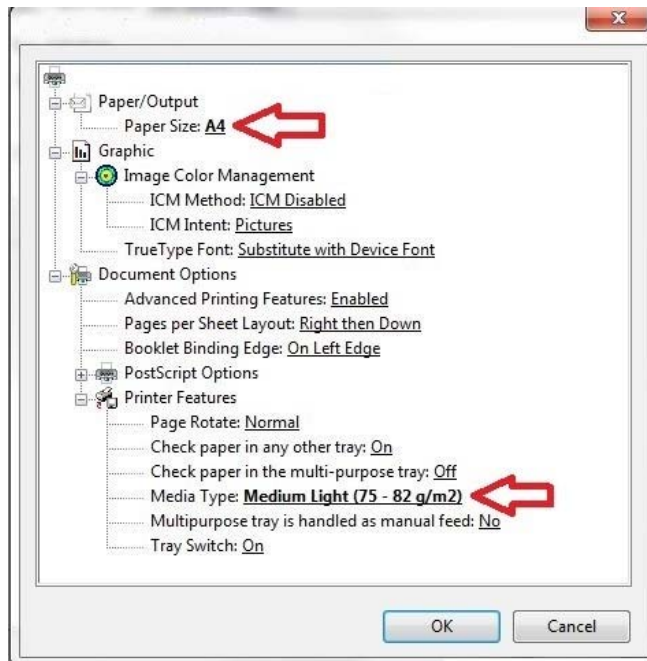 Paper/Output
Paper Size: A4
Graphic
Image Color Management
ICM Method: ICM Disabled
ICM Intent: Pictures
TrueType Font: Substitute with Device Font
Document Options
Advanced Printing Features: Enabled
Pages per Sheet Layout: Right then Down
Booklet Binding Edge: On Left Edge
PostScript Options
Printer Features
Page Rotate: Normal
Check paper in any other tray: On
Check paper in the multi-purpose tray: Off
Media Type: Medium Light (75 - 82 g/m2)
Multipurpose tray is handled as manual feed: No
Tray Switch: On
OK Cancel